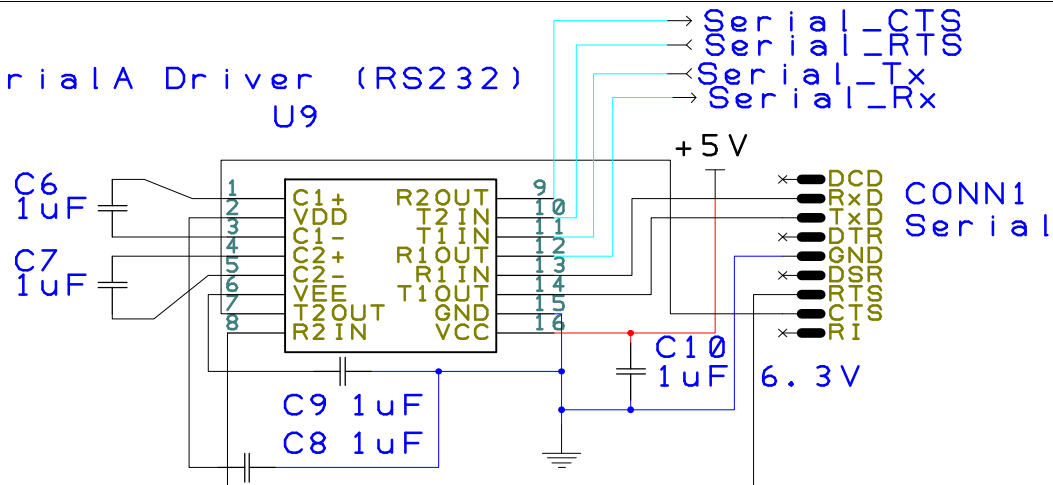 Serial_CTS
Serial_RTS
rialA Driver (RS232)
Serial_Tx
Serial_Rx
U9
+5V
C6
1uF
C7
1uF
1
2
3
4
5
6
7
8
C1+
VDD
C1-
C2+
C2-
VEE
T2OUT
R2IN
R2OUT
T2IN
T1IN
R1OUT
R1IN
T1OUT
GND
VCC
9
10
11
12
13
14
15
16
DCD
RxD
TxD
DTR
GND
DSR
RTS
CTS
RI
CONN1
Serial
C10
1uF 6.3V
C9 1uF
C8 1uF